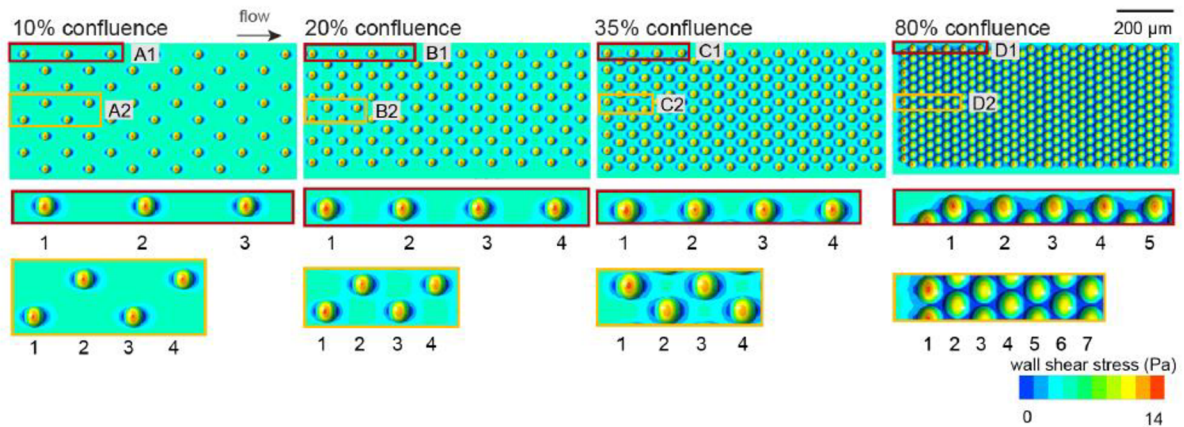 10% confluence
flow
20% confluence
35% confluence
80% confluence
200 µm
A1
B1
C1
D1
A2
B2
C2
D2
1 2 3
1 2 3 4
1 2 3 4
1 2 3 4 5
1 2 3 4
1 2 3 4
1 2 3 4
1 2 3 4 5 6 7
wall shear stress (Pa)
0 14